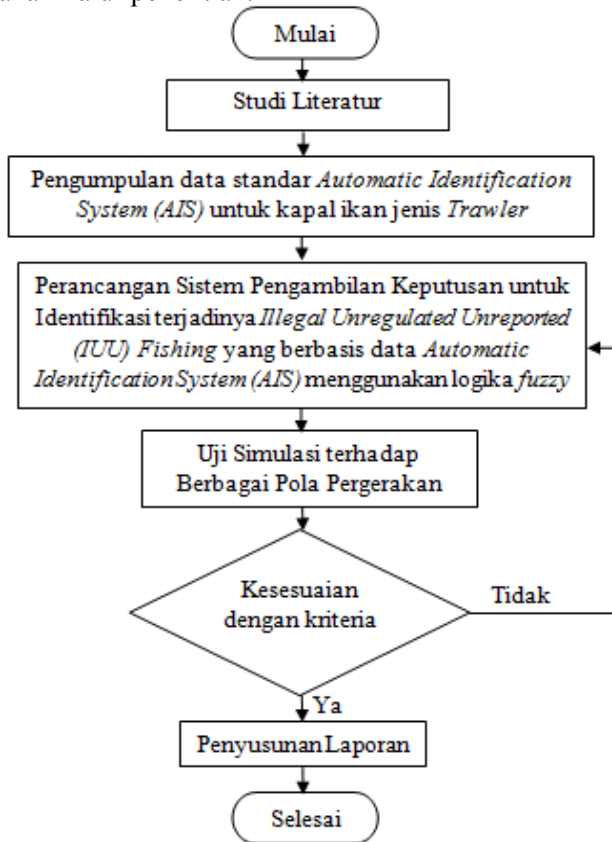 Mulai
Studi Literatur
Pengumpulan data standar Automatic Identification
System (AIS) untuk kapal ikan jenis Trawler
Perancangan Sistem Pengambilan Keputusan untuk
Identifikasi terjadinya Illegal Unregulated Unreported
(IUU) Fishing yang berbasis data Automatic
Identification System (AIS) menggunakan logika fuzzy
Uji Simulasi terhadap
Berbagai Pola Pergerakan
Kesesuaian
dengan kriteria
Tidak
Ya
Penyusunan Laporan
Selesai